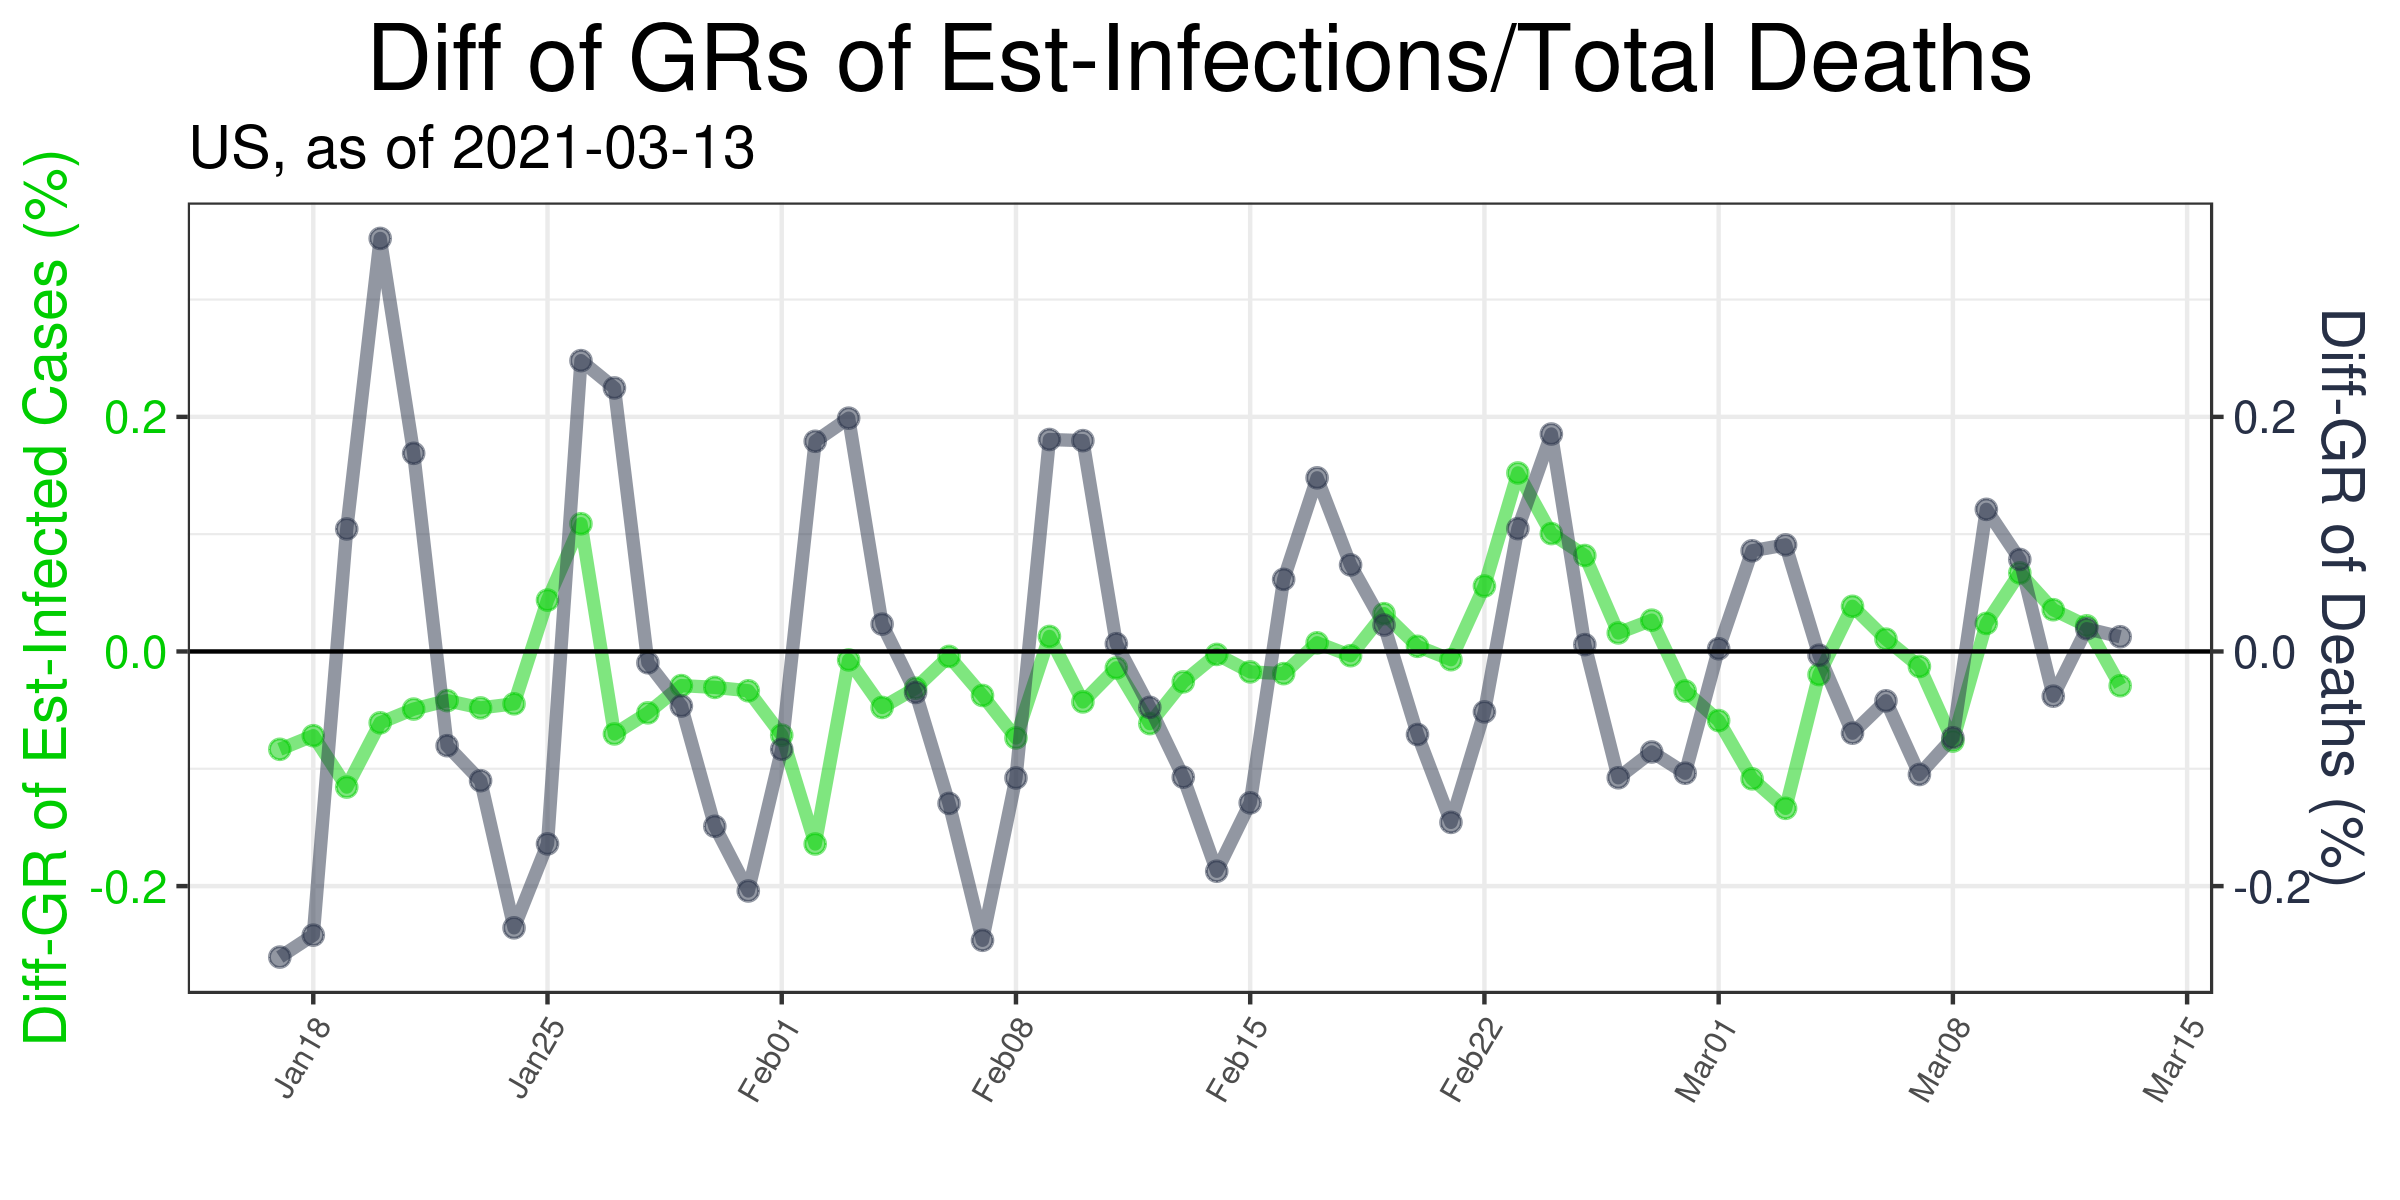 Diff of GRs of Est-Infections/Total Deaths
US, as of 2021-03-13
Diff-GR of Est-Infected Cases (%)
0.2
0.0
-0.2
0.2
0.0
-0.2
Diff-GR of Deaths (%)
Jan18
Jan25
Feb01
Feb08
Feb15
Feb22
Mar01
Mar08
Mar15